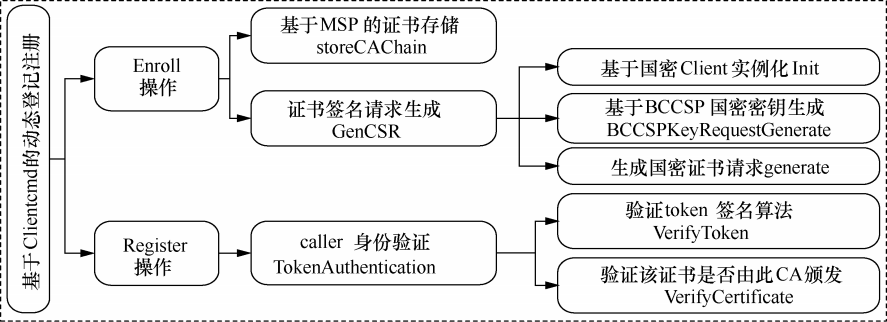 基于Clientcmd的动态登记注册
Enroll
操作
基于MSP 的证书存储
storeCAChain
证书签名请求生成
GenCSR
基于国密Client 实例化Init
基于BCCSP 国密密钥生成
BCCSPKeyRequestGenerate
生成国密证书请求generate
Register
操作
caller 身份验证
TokenAuthentication
验证token 签名算法
VerifyToken
验证该证书是否由此CA颁发
VerifyCertificate